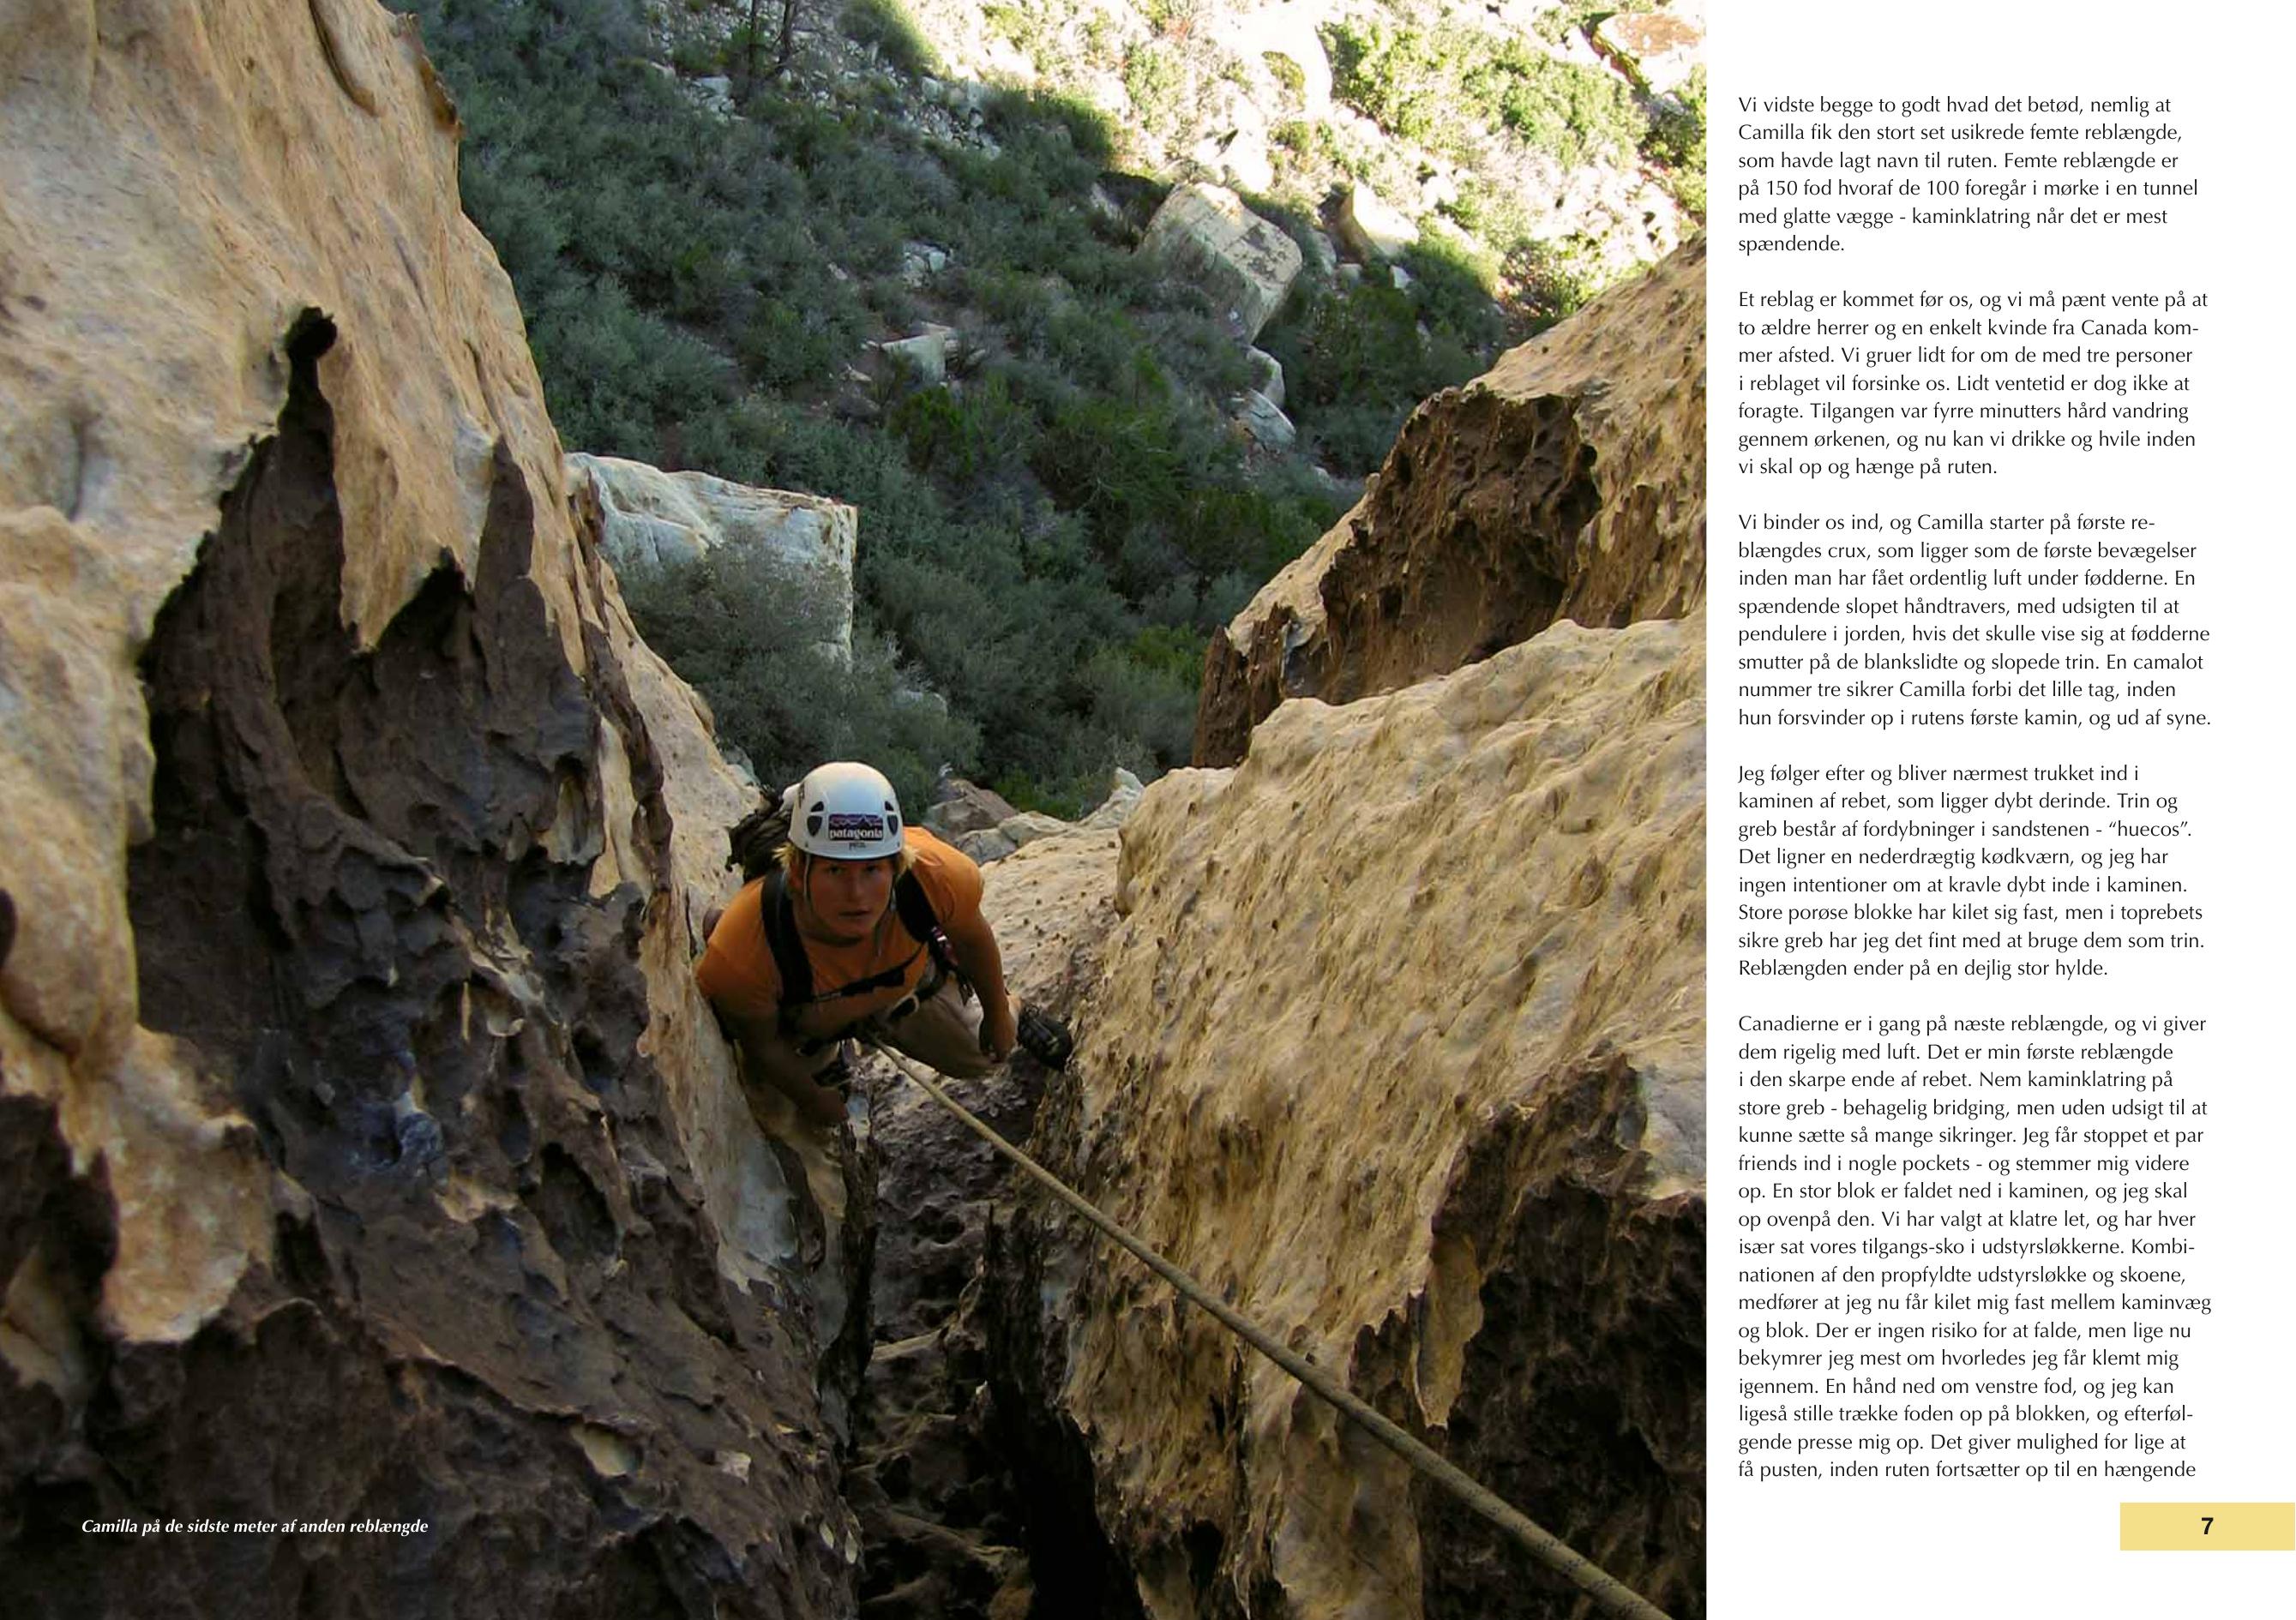 Vi vidste begge to godt hvad det betød, nemlig at
Camilla fik den stort set usikrede femte reblængde,
som havde lagt navn til ruten. Femte reblængde er
på 150 fod hvoraf de 100 foregår i mørke i en tunnel
med glatte vægge - kaminklatring når det er mest
spændende.
Et reblag er kommet før os, og vi må pænt vente på at
to ældre herrer og en enkelt kvinde fra Canada kom-
mer afsted. Vi gruer lidt for om de med tre personer
i reblaget vil forsinke os. Lidt ventetid er dog ikke at
foragte. Tilgangen var fyrre minutters hård vandring
gennem ørkenen, og nu kan vi drikke og hvile inden
vi skal op og hænge på ruten.
Vi binder os ind, og Camilla starter på første re-
blængdes crux, som ligger som de første bevægelser
inden man har fået ordentlig luft under fødderne. En
spændende slopet håndtravers, med udsigten til at
pendulere i jorden, hvis det skulle vise sig at fødderne
smutter på de blankslidte og slopede trin. En camalot
nummer tre sikrer Camilla forbi det lille tag, inden
hun forsvinder op i rutens første kamin, og ud af syne.
Jeg følger efter og bliver nærmest trukket ind i
kaminen af rebet, som ligger dybt derinde. Trin og
greb består af fordybninger i sandstenen - “huecos”.
Det ligner en nederdrægtig kødkværn, og jeg har
ingen intentioner om at kravle dybt inde i kaminen.
Store porøse blokke har kilet sig fast, men i toprebets
sikre greb har jeg det fint med at bruge dem som trin.
Reblængden ender på en dejlig stor hylde.
Canadierne er i gang på næste reblængde, og vi giver
dem rigelig med luft. Det er min første reblængde
i den skarpe ende af rebet. Nem kaminklatring på
store greb - behagelig bridging, men uden udsigt til at
kunne sætte så mange sikringer. Jeg får stoppet et par
friends ind i nogle pockets - og stemmer mig videre
op. En stor blok er faldet ned i kaminen, og jeg skal
op ovenpå den. Vi har valgt at klatre let, og har hver
især sat vores tilgangs-sko i udstyrsløkkerne. Kombi-
nationen af den propfyldte udstyrsløkke og skoene,
medfører at jeg nu får kilet mig fast mellem kaminvæg
og blok. Der er ingen risiko for at falde, men lige nu
bekymrer jeg mest om hvorledes jeg får klemt mig
igennem. En hånd ned om venstre fod, og jeg kan
ligeså stille trække foden op på blokken, og efterføl-
gende presse mig op. Det giver mulighed for lige at
få pusten, inden ruten fortsætter op til en hængende
patagonia
PETZL
Camilla på de sidste meter af anden reblængde
7